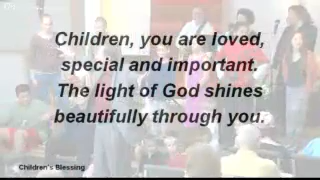 Children, you are loved,
special and important.
The light of God shines
beautifully through you.
Children's Blessing